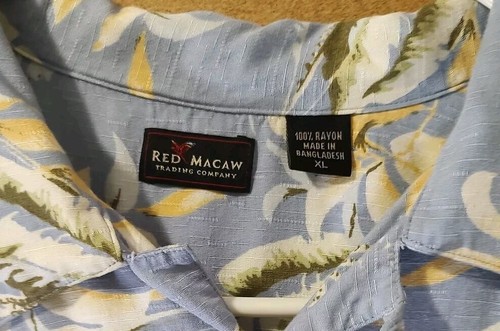 RED MACAW
TRADING COMPANY
100% RAYON
MADE IN
BANGLADESH
XL